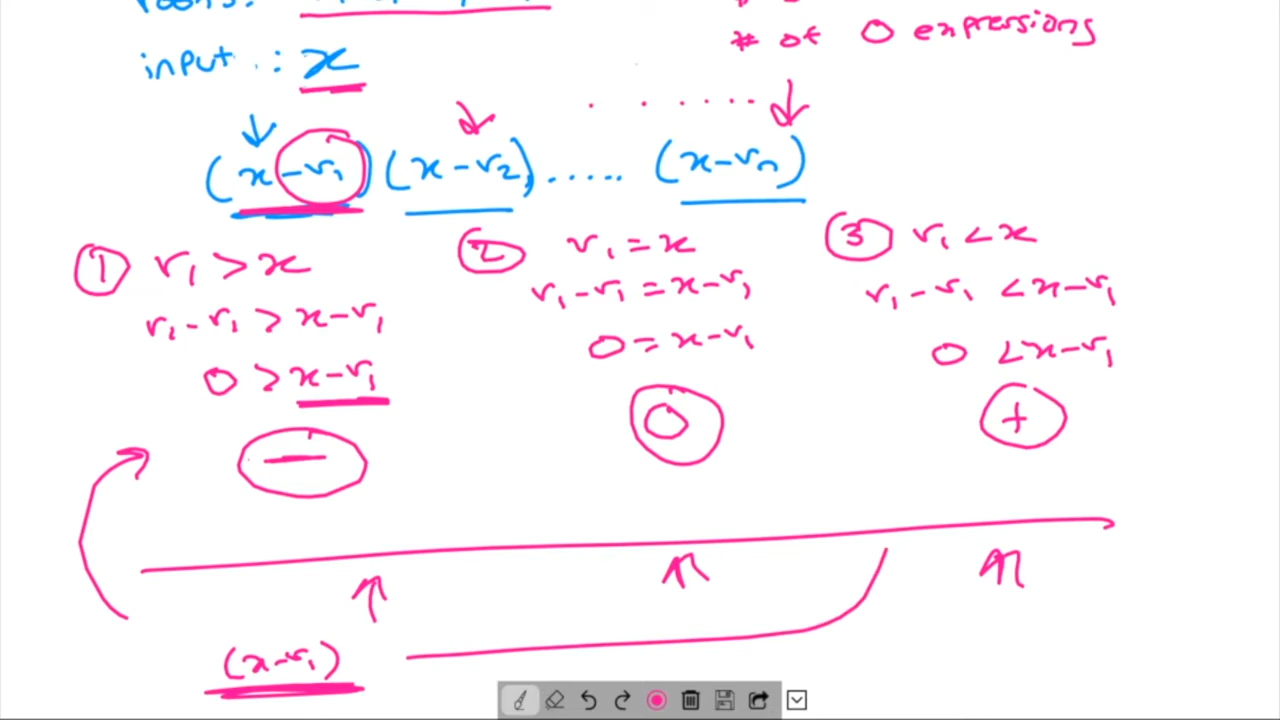 # of 0 expressions
input : x
(x-r₁)(x-r₂).....(x-rₙ)
① r₁ > x
r₁-r₁ > x-r₁
0 > x-r₁
−
② r₁ = x
r₁-r₁ = x-r₁
0 = x-r₁
0
③ r₁ < x
r₁-r₁ < x-r₁
0 < x-r₁
+
(x-r₁)